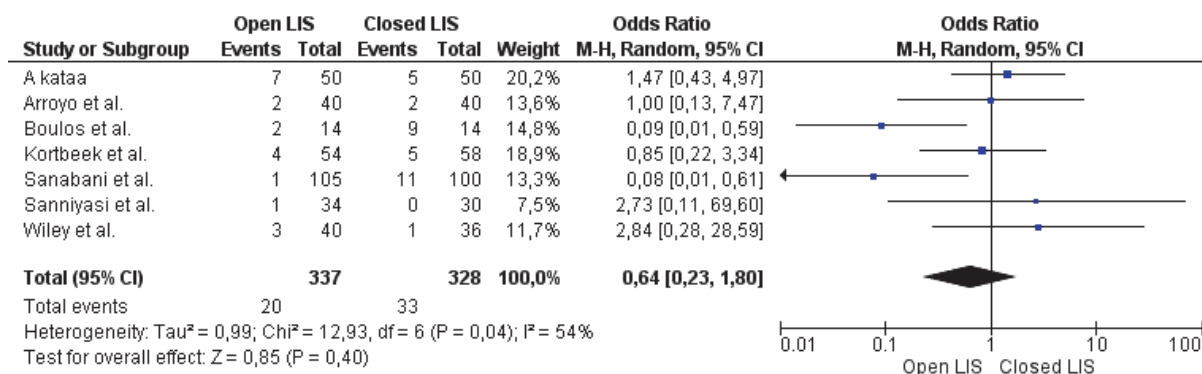 Open LIS Closed LIS Odds Ratio Odds Ratio
Study or Subgroup Events Total Events Total Weight M-H, Random, 95% CI M-H, Random, 95% CI
A kataa 7 50 5 50 20,2% 1,47 [0,43, 4,97]
Arroyo et al. 2 40 2 40 13,6% 1,00 [0,13, 7,47]
Boulos et al. 2 14 9 14 14,8% 0,09 [0,01, 0,59]
Kortbeek et al. 4 54 5 58 18,9% 0,85 [0,22, 3,34]
Sanabani et al. 1 105 11 100 13,3% 0,08 [0,01, 0,61]
Sanniyasi et al. 1 34 0 30 7,5% 2,73 [0,11, 69,60]
Wiley et al. 3 40 1 36 11,7% 2,84 [0,28, 28,59]
Total (95% CI) 337 328 100,0% 0,64 [0,23, 1,80]
Total events 20 33
Heterogeneity: Tau² = 0,99; Chi² = 12,93, df = 6 (P = 0,04); I² = 54%
Test for overall effect: Z = 0,85 (P = 0,40)
0.01 0.1 1 10 100
Open LIS Closed LIS